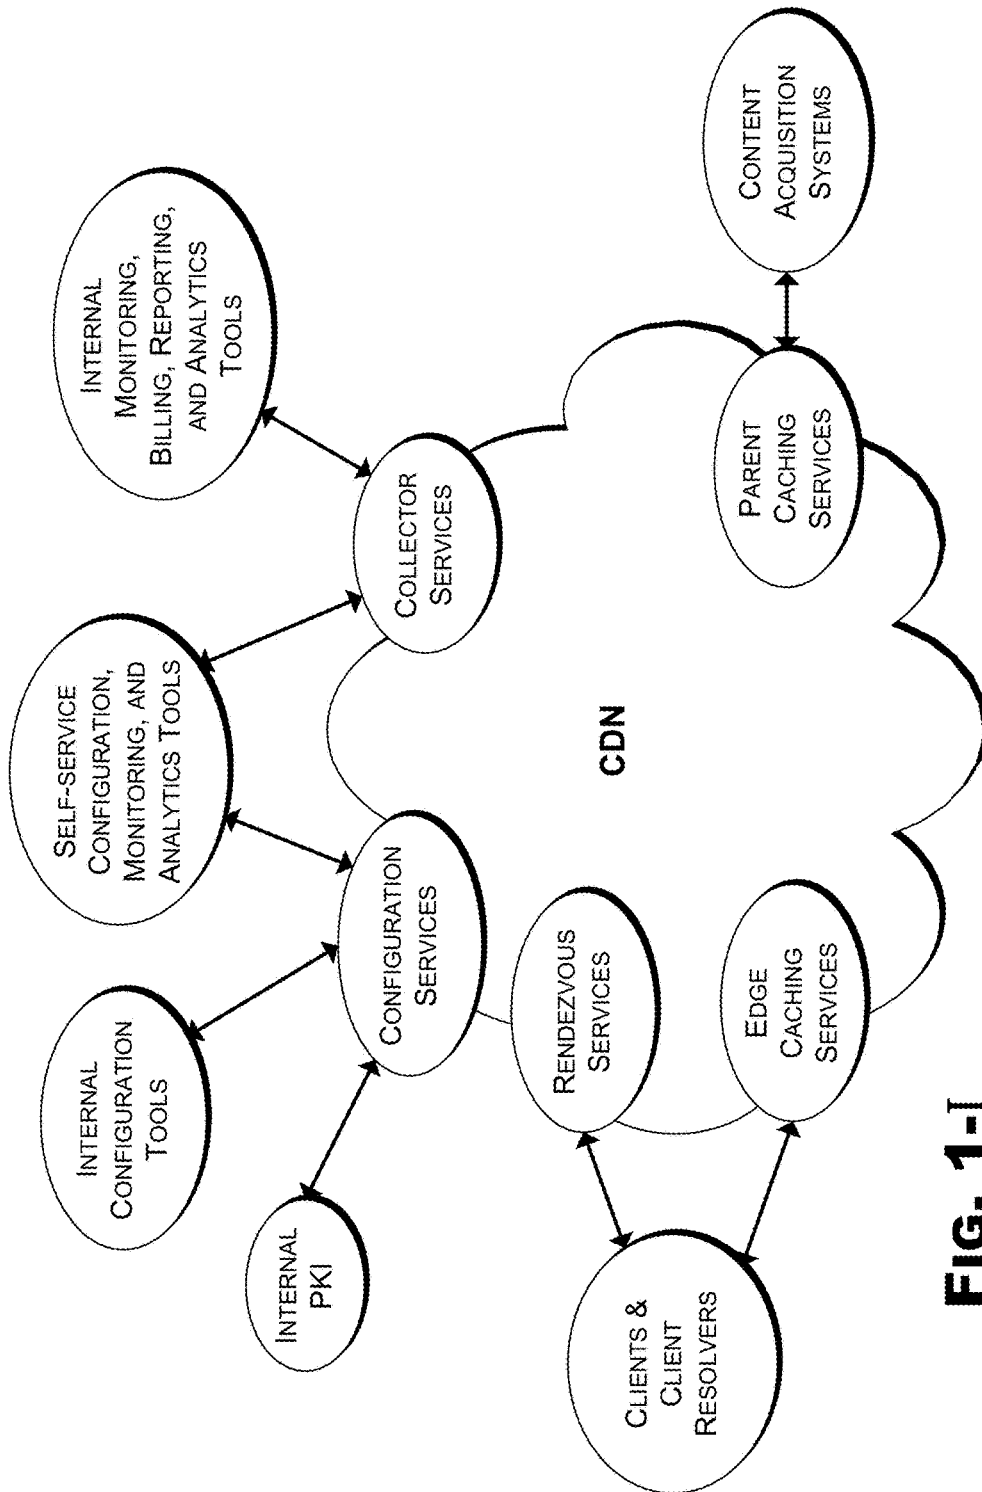 INTERNAL
PKI
INTERNAL
CONFIGURATION
TOOLS
SELF-SERVICE
CONFIGURATION,
MONITORING, AND
ANALYTICS TOOLS
INTERNAL
MONITORING,
BILLING, REPORTING,
AND ANALYTICS
TOOLS
CONFIGURATION
SERVICES
COLLECTOR
SERVICES
RENDEZVOUS
SERVICES
CDN
CLIENTS &
CLIENT
RESOLVERS
EDGE
CACHING
SERVICES
PARENT
CACHING
SERVICES
CONTENT
ACQUISITION
SYSTEMS
FIG. 1-I